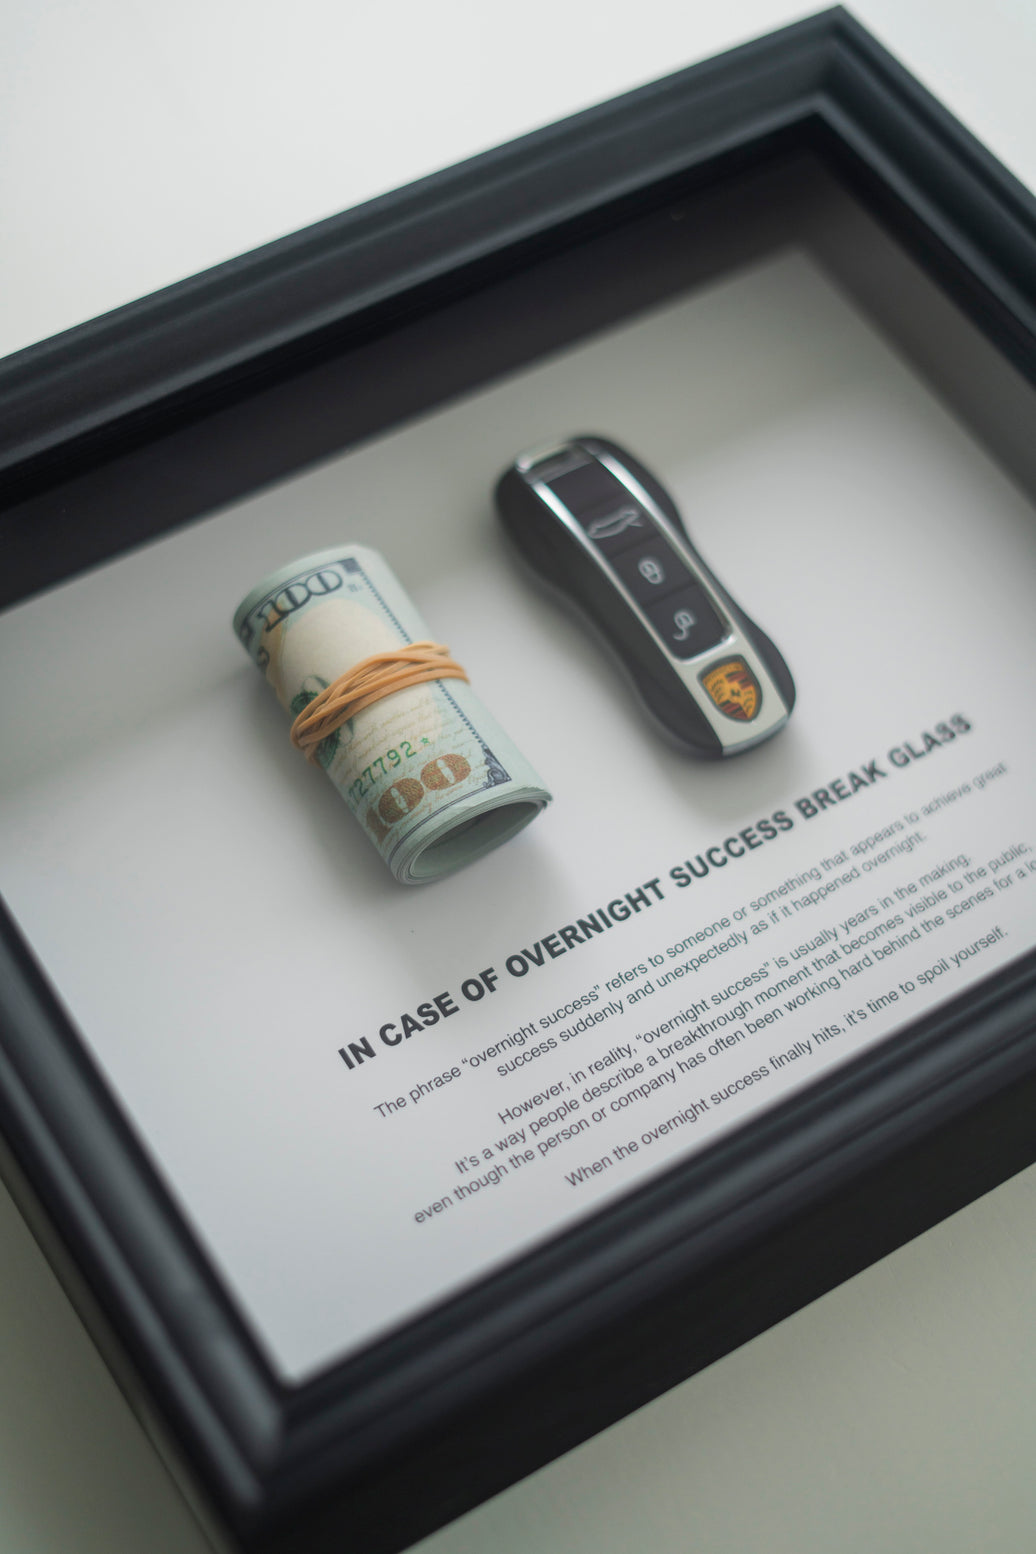 100
727792*
100
IN CASE OF OVERNIGHT SUCCESS BREAK GLASS
The phrase “overnight success” refers to someone or something that appears to achieve great
success suddenly and unexpectedly as if it happened overnight.
However, in reality, “overnight success” is usually years in the making.
It's a way people describe a breakthrough moment that becomes visible to the public,
even though the person or company has often been working hard behind the scenes for a
When the overnight success finally hits, it's time to spoil yourself.